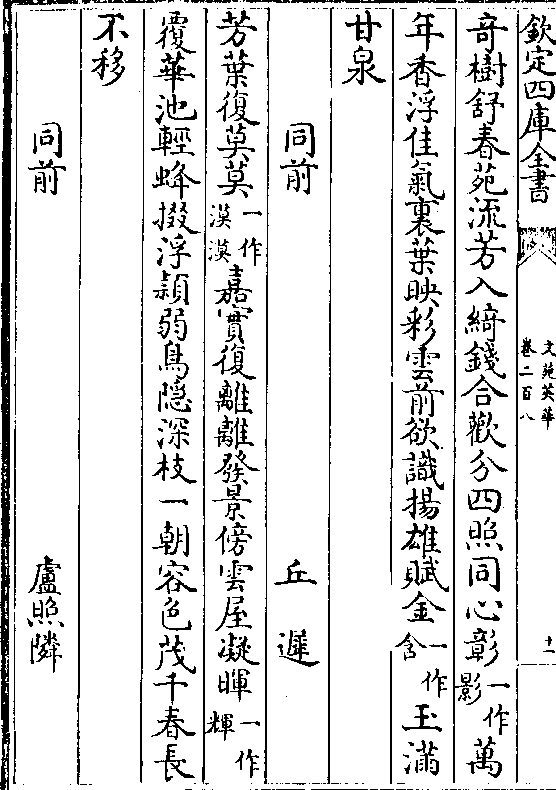 欽定四庫全書
文苑英華
卷二百八
十一
奇樹舒春苑流芳入綺錢合歡分四照同心彰一作影萬
年香浮佳氣裏葉映彩雲前欲識揚雄賦金一作含玉滿
甘泉
同前 丘遲
芳葉復莫莫一作漠漠嘉實復離離發景傍雲屋凝暉一作輝
覆華池輕蜂掇浮頴弱鳥隠深枝一朝容色茂千春長
不移
同前 盧照隣